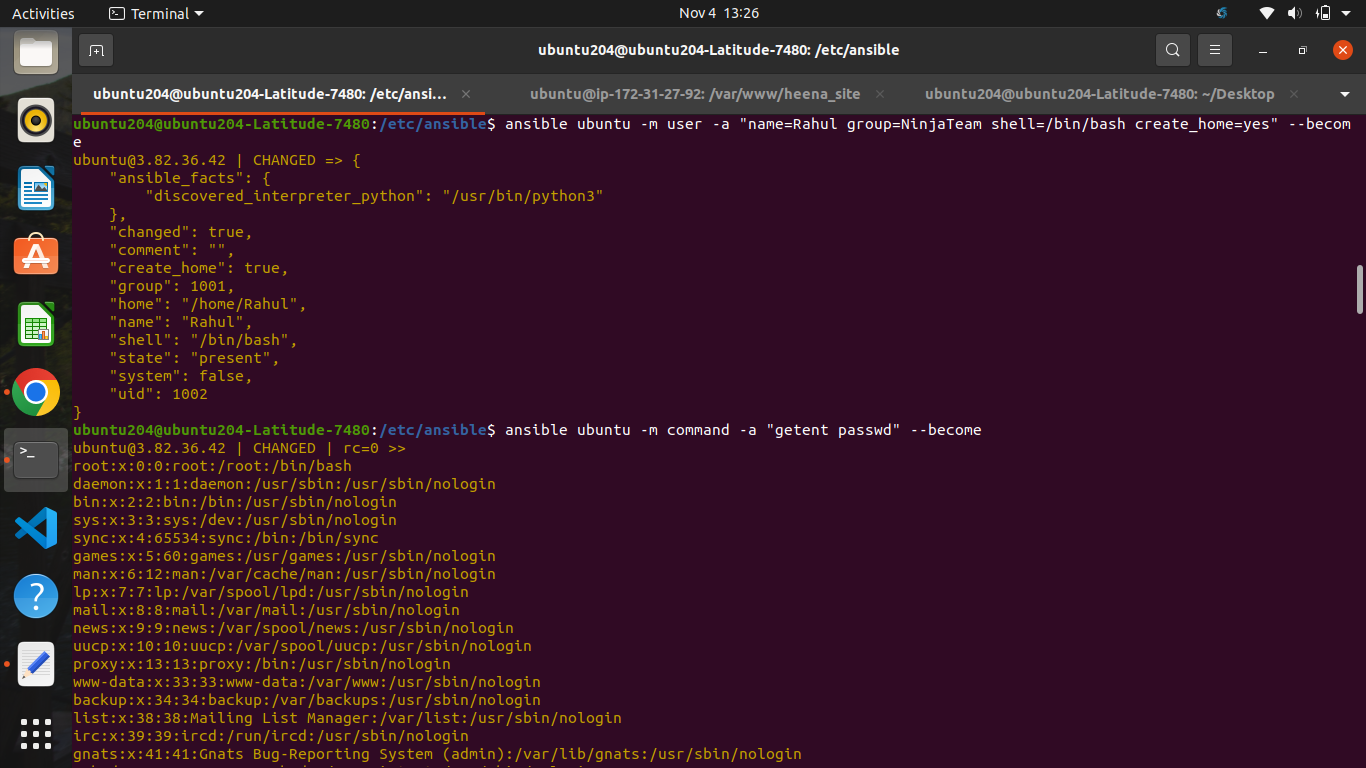 Activities
Terminal
Nov 4 13:26
ubuntu204@ubuntu204-Latitude-7480: /etc/ansible
ubuntu204@ubuntu204-Latitude-7480: /etc/ansi...
ubuntu@ip-172-31-27-92: /var/www/heena_site
ubuntu204@ubuntu204-Latitude-7480: ~/Desktop
ubuntu204@ubuntu204-Latitude-7480:/etc/ansible$ ansible ubuntu -m user -a "name=Rahul group=NinjaTeam shell=/bin/bash create_home=yes" --becom
e
ubuntu@3.82.36.42 | CHANGED => {
    "ansible_facts": {
        "discovered_interpreter_python": "/usr/bin/python3"
    },
    "changed": true,
    "comment": "",
    "create_home": true,
    "group": 1001,
    "home": "/home/Rahul",
    "name": "Rahul",
    "shell": "/bin/bash",
    "state": "present",
    "system": false,
    "uid": 1002
}
ubuntu204@ubuntu204-Latitude-7480:/etc/ansible$ ansible ubuntu -m command -a "getent passwd" --become
ubuntu@3.82.36.42 | CHANGED | rc=0 >>
root:x:0:0:root:/root:/bin/bash
daemon:x:1:1:daemon:/usr/sbin:/usr/sbin/nologin
bin:x:2:2:bin:/bin:/usr/sbin/nologin
sys:x:3:3:sys:/dev:/usr/sbin/nologin
sync:x:4:65534:sync:/bin:/bin/sync
games:x:5:60:games:/usr/games:/usr/sbin/nologin
man:x:6:12:man:/var/cache/man:/usr/sbin/nologin
lp:x:7:7:lp:/var/spool/lpd:/usr/sbin/nologin
mail:x:8:8:mail:/var/mail:/usr/sbin/nologin
news:x:9:9:news:/var/spool/news:/usr/sbin/nologin
uucp:x:10:10:uucp:/var/spool/uucp:/usr/sbin/nologin
proxy:x:13:13:proxy:/bin:/usr/sbin/nologin
www-data:x:33:33:www-data:/var/www:/usr/sbin/nologin
backup:x:34:34:backup:/var/backups:/usr/sbin/nologin
list:x:38:38:Mailing List Manager:/var/list:/usr/sbin/nologin
irc:x:39:39:ircd:/run/ircd:/usr/sbin/nologin
gnats:x:41:41:Gnats Bug-Reporting System (admin):/var/lib/gnats:/usr/sbin/nologin